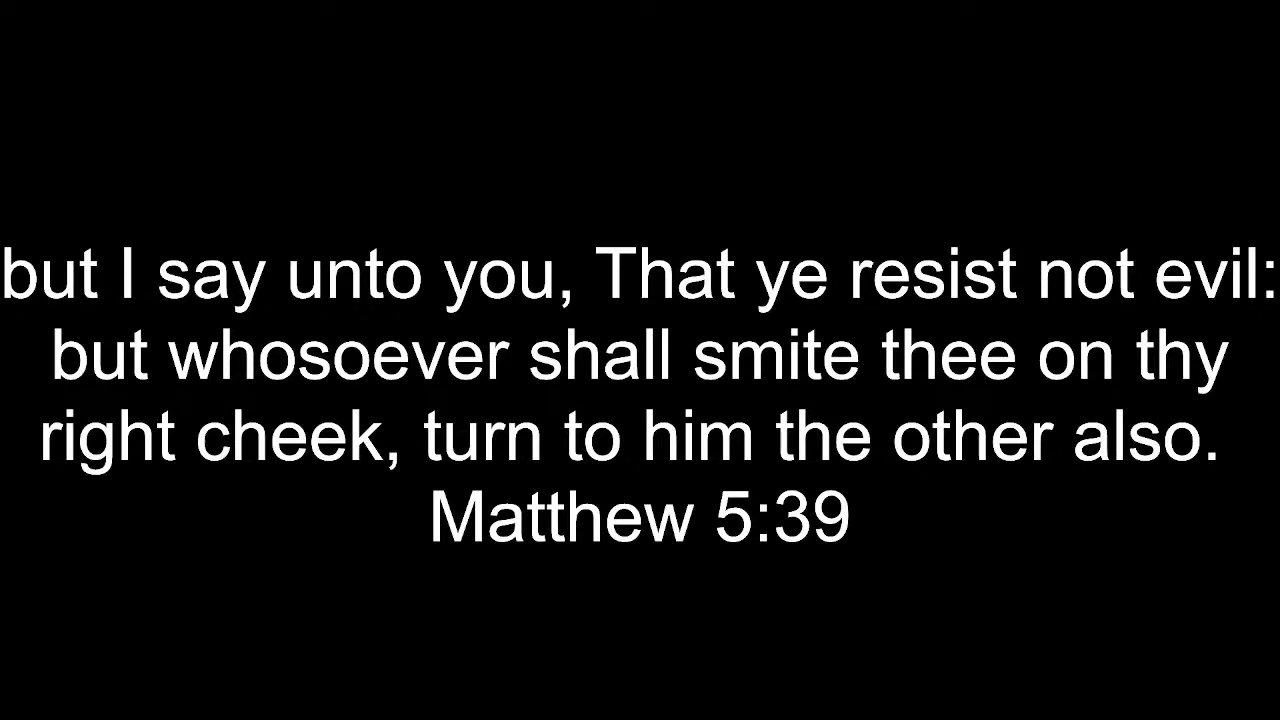 but I say unto you, That ye resist not evil:
but whosoever shall smite thee on thy
right cheek, turn to him the other also.
Matthew 5:39